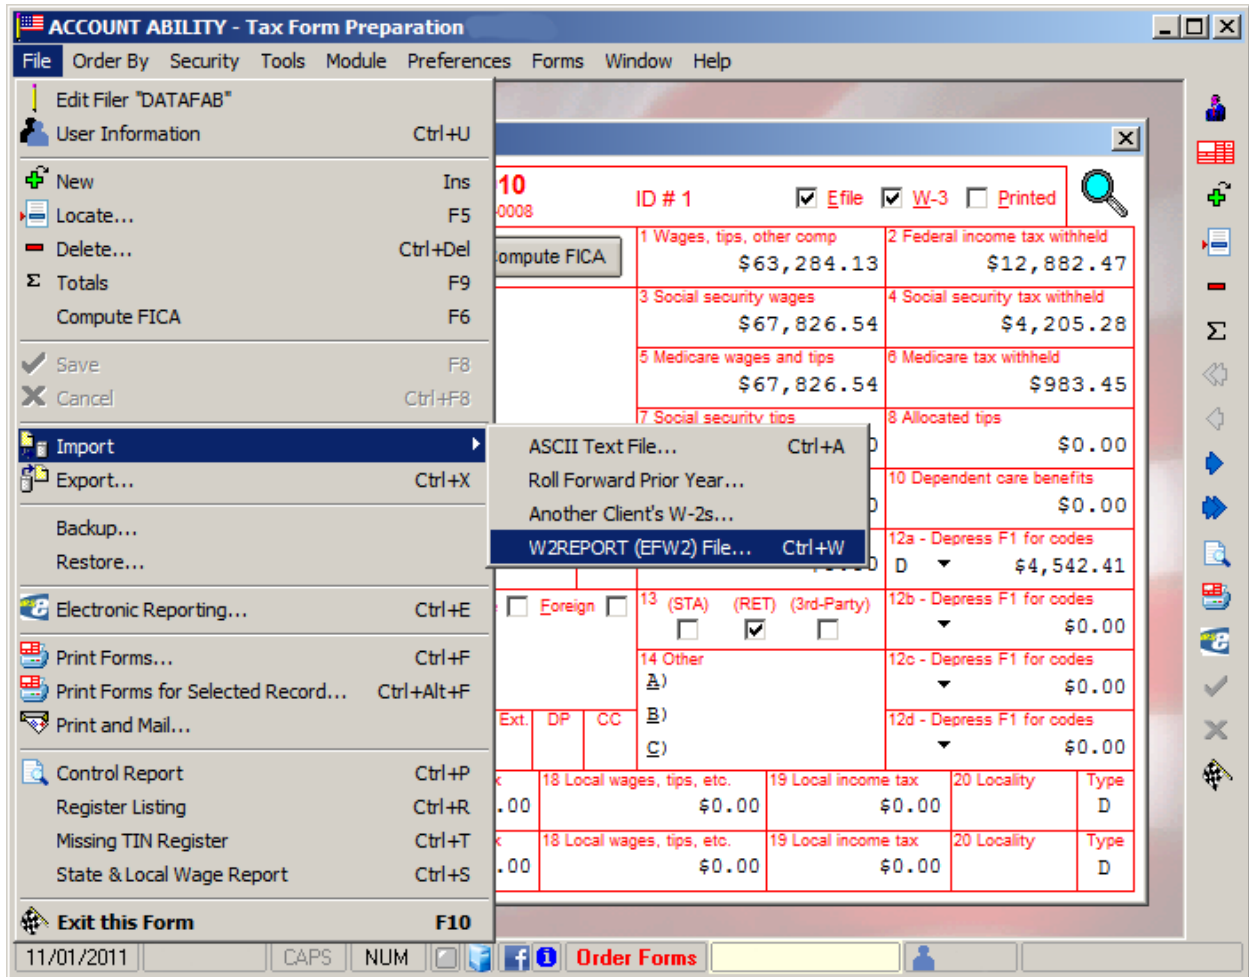 ACCOUNT ABILITY - Tax Form Preparation
File Order By Security Tools Module Preferences Forms Window Help
Edit Filer "DATAFAB"
User Information Ctrl+U
New Ins
Locate... F5
Delete... Ctrl+Del
Σ Totals F9
Compute FICA F6
Save F8
Cancel Ctrl+F8
Import
Export... Ctrl+X
Backup...
Restore...
Electronic Reporting... Ctrl+E
Print Forms... Ctrl+F
Print Forms for Selected Record... Ctrl+Alt+F
Print and Mail...
Control Report Ctrl+P
Register Listing Ctrl+R
Missing TIN Register Ctrl+T
State & Local Wage Report Ctrl+S
Exit this Form F10
ASCII Text File... Ctrl+A
Roll Forward Prior Year...
Another Client's W-2s...
W2REPORT (EFW2) File... Ctrl+W
10 ID # 1 Efile W-3 Printed
-0008
ompute FICA
1 Wages, tips, other comp 2 Federal income tax withheld
$63,284.13 $12,882.47
3 Social security wages 4 Social security tax withheld
$67,826.54 $4,205.28
5 Medicare wages and tips 6 Medicare tax withheld
$67,826.54 $983.45
7 Social security tips 8 Allocated tips
$0.00
10 Dependent care benefits
$0.00
12a - Depress F1 for codes
D $4,542.41
Foreign 13 (STA) (RET) (3rd-Party) 12b - Depress F1 for codes
$0.00
14 Other 12c - Depress F1 for codes
A) $0.00
Ext. DP CC B) 12d - Depress F1 for codes
C) $0.00
18 Local wages, tips, etc. 19 Local income tax 20 Locality Type
.00 $0.00 $0.00 D
18 Local wages, tips, etc. 19 Local income tax 20 Locality Type
.00 $0.00 $0.00 D
Σ
11/01/2011 CAPS NUM Order Forms